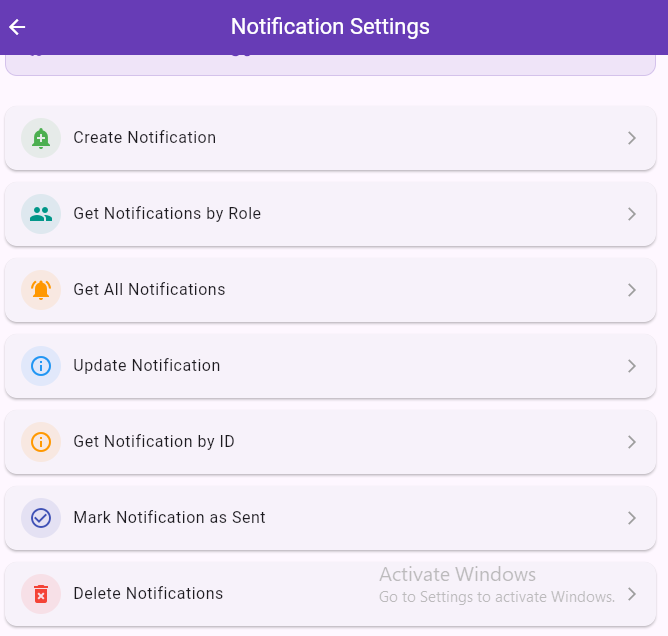 Notification Settings
Create Notification
Get Notifications by Role
Get All Notifications
Update Notification
Get Notification by ID
Mark Notification as Sent
Delete Notifications
Activate Windows
Go to Settings to activate Windows.